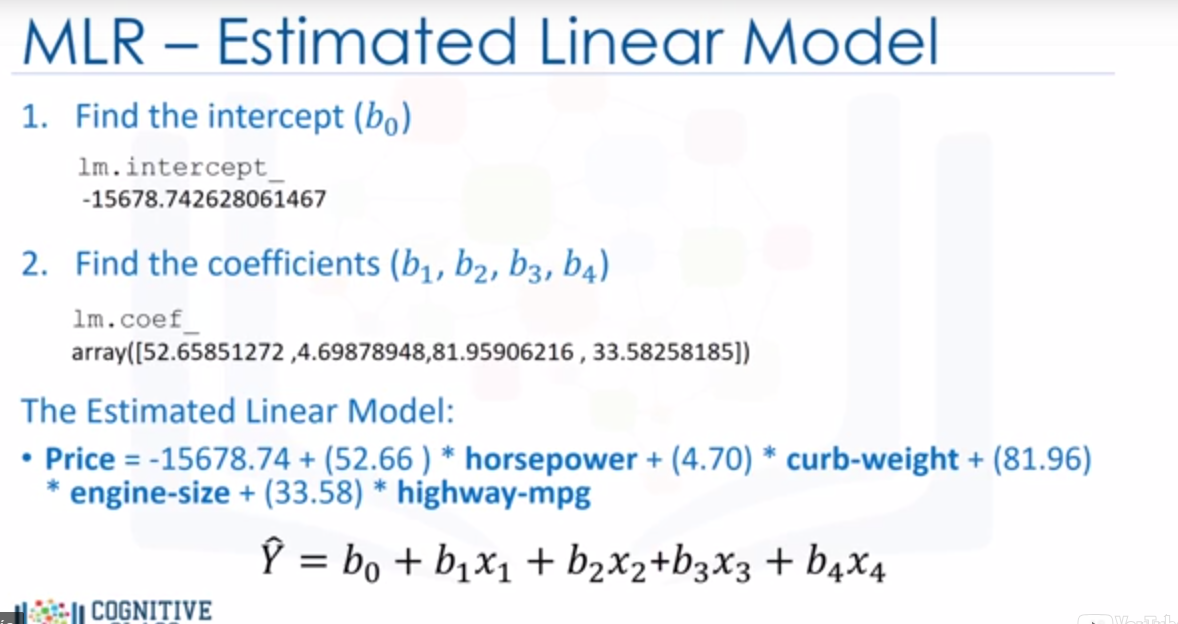 MLR – Estimated Linear Model
1. Find the intercept (b₀)
lm.intercept_
-15678.742628061467
2. Find the coefficients (b₁, b₂, b₃, b₄)
lm.coef_
array([52.65851272 ,4.69878948,81.95906216 , 33.58258185])
The Estimated Linear Model:
• Price = -15678.74 + (52.66 ) * horsepower + (4.70) * curb-weight + (81.96)
* engine-size + (33.58) * highway-mpg
Ŷ = b₀ + b₁x₁ + b₂x₂+b₃x₃ + b₄x₄
COGNITIVE